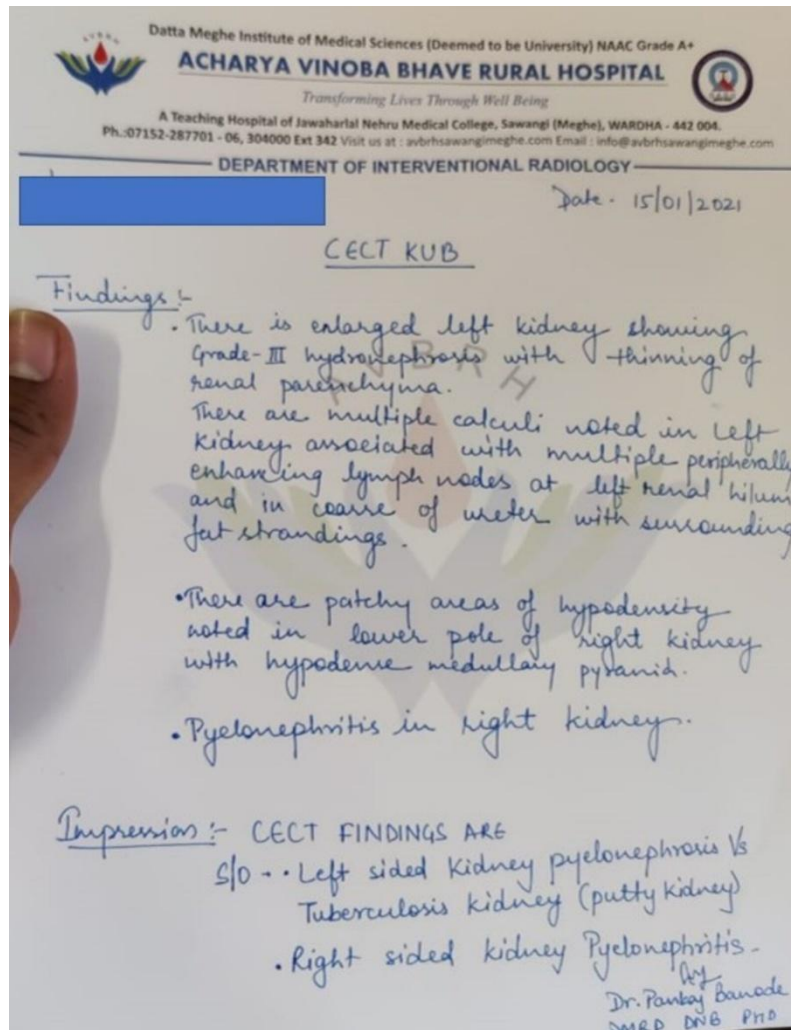 Datta Meghe Institute of Medical Sciences (Deemed to be University) NAAC Grade A+
AVBRH
ACHARYA VINOBA BHAVE RURAL HOSPITAL
Transforming Lives Through Well Being
A Teaching Hospital of Jawaharlal Nehru Medical College, Sawangi (Meghe), WARDHA - 442 004.
Ph.:07152-287701 - 06, 304000 Ext 342 Visit us at : avbrhsawangimeghe.com Email : info@avbrhsawangimeghe.com
DEPARTMENT OF INTERVENTIONAL RADIOLOGY
Date - 15/01/2021
CECT KUB
Findings :-
• There is enlarged left kidney showing
Grade-III hydronephrosis with thinning of
renal parenchyma.
There are multiple calculi noted in left
kidney associated with multiple peripherally
enhancing lymph nodes at left renal hilum
and in coarse of ureter with surrounding
fat strandings.
AVBRH
• There are patchy areas of hypodensity
noted in lower pole of right kidney
with hypodense medullary pyramid.
• Pyelonephritis in right kidney.
Impression :- CECT FINDINGS ARE
S/O - • Left sided kidney pyelonephrosis Vs
Tuberculosis kidney (putty kidney)
• Right sided kidney Pyelonephritis -
Dr. Pankaj Banode
DMRD DNB PHD